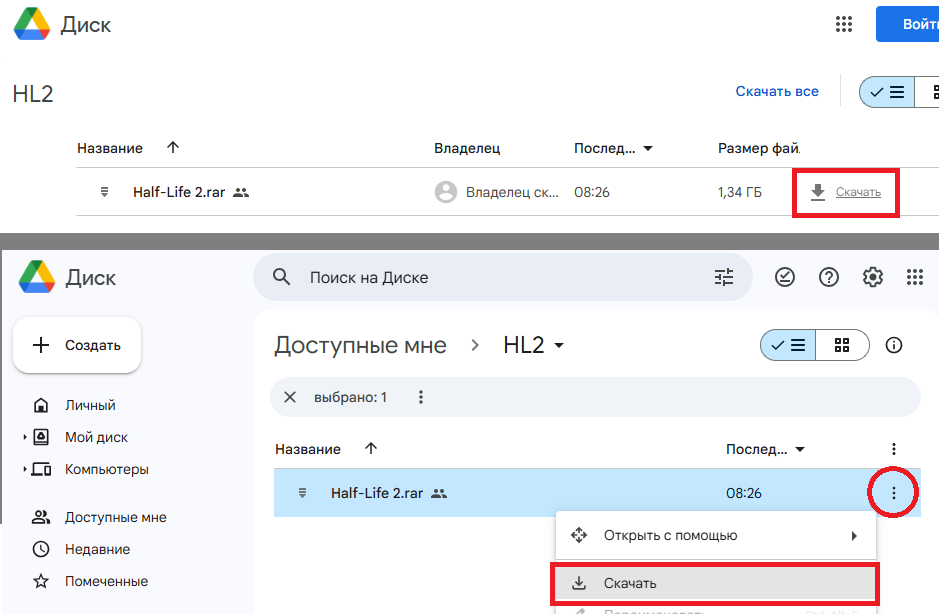 Диск
Войти
HL2
Скачать все
Название
Владелец
Послед...
Размер фай
Half-Life 2.rar
Владелец ск...
08:26
1,34 ГБ
Скачать
Диск
Поиск на Диске
Создать
Личный
Мой диск
Компьютеры
Доступные мне
Недавние
Помеченные
Доступные мне
HL2
выбрано: 1
Название
Послед...
Half-Life 2.rar
08:26
Открыть с помощью
Скачать